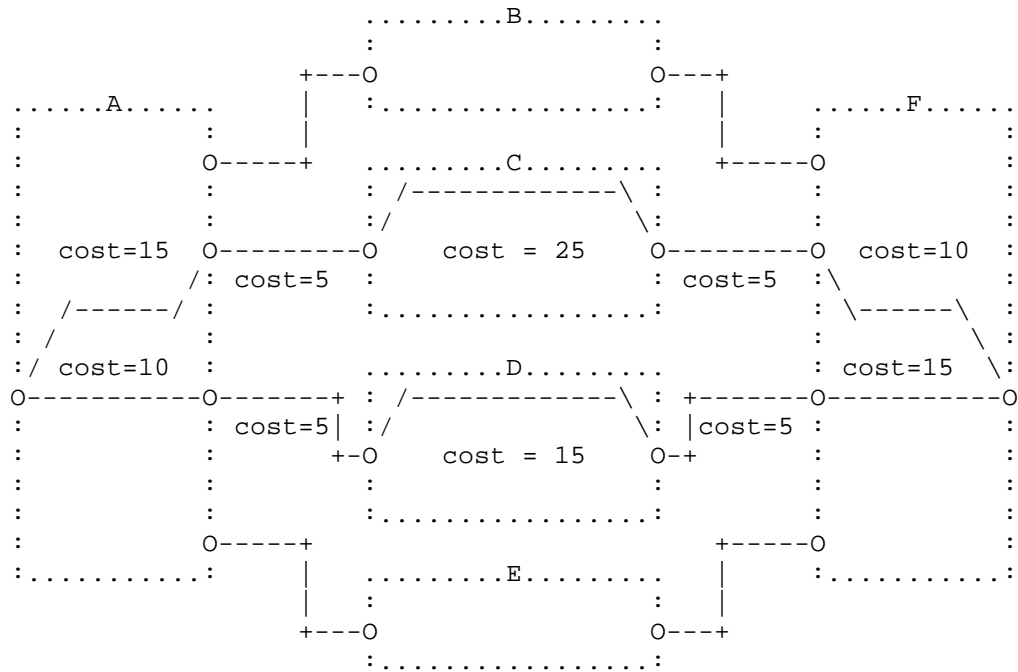 B
A
F
C
cost=15
cost = 25
cost=10
cost=5
cost=5
cost=10
D
cost=15
cost=5
cost=5
cost = 15
E